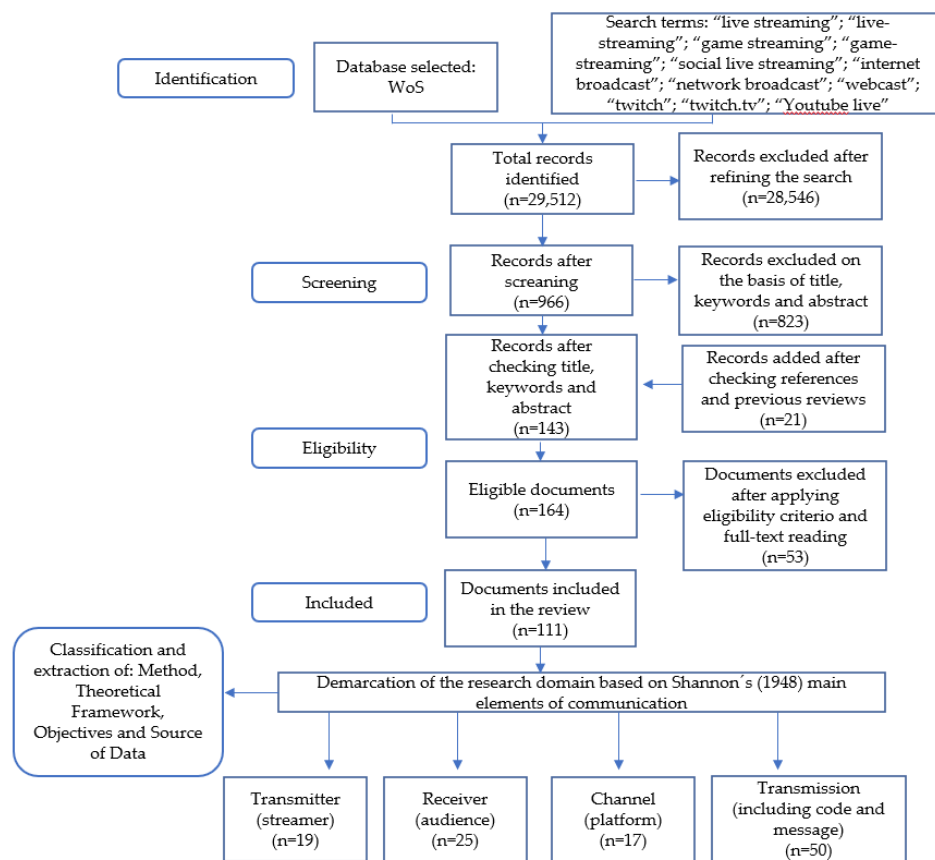 Identification
Database selected:
WoS
Search terms: “live streaming”; “live-
streaming”; “game streaming”; “game-
streaming”; “social live streaming”; “internet
broadcast”; “network broadcast”; “webcast”;
“twitch”; “twitch.tv”; “Youtube live”
Total records
identified
(n=29,512)
Records excluded after
refining the search
(n=28,546)
Screening
Records after
screaning
(n=966)
Records excluded on
the basis of title,
keywords and abstract
(n=823)
Records after
checking title,
keywords and
abstract
(n=143)
Records added after
checking references
and previous reviews
(n=21)
Eligibility
Eligible documents
(n=164)
Documents excluded
after applying
eligibility criterio and
full-text reading
(n=53)
Included
Documents included
in the review
(n=111)
Classification and
extraction of: Method,
Theoretical
Framework,
Objectives and Source
of Data
Demarcation of the research domain based on Shannon´s (1948) main
elements of communication
Transmitter
(streamer)
(n=19)
Receiver
(audience)
(n=25)
Channel
(platform)
(n=17)
Transmission
(including code and
message)
(n=50)